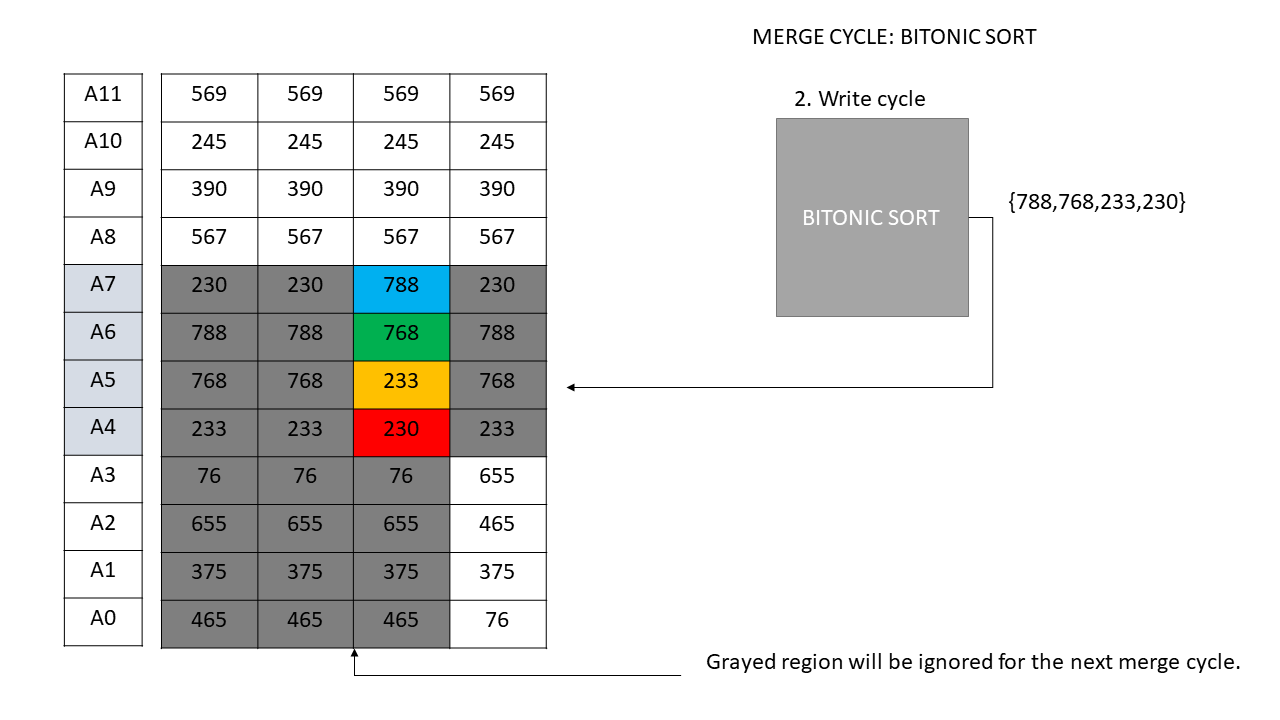 MERGE CYCLE: BITONIC SORT
2. Write cycle
A11 569 569 569 569
A10 245 245 245 245
A9 390 390 390 390
A8 567 567 567 567
A7 230 230 788 230
A6 788 788 768 788
A5 768 768 233 768
A4 233 233 230 233
A3 76 76 76 655
A2 655 655 655 465
A1 375 375 375 375
A0 465 465 465 76
BITONIC SORT
{788,768,233,230}
Grayed region will be ignored for the next merge cycle.